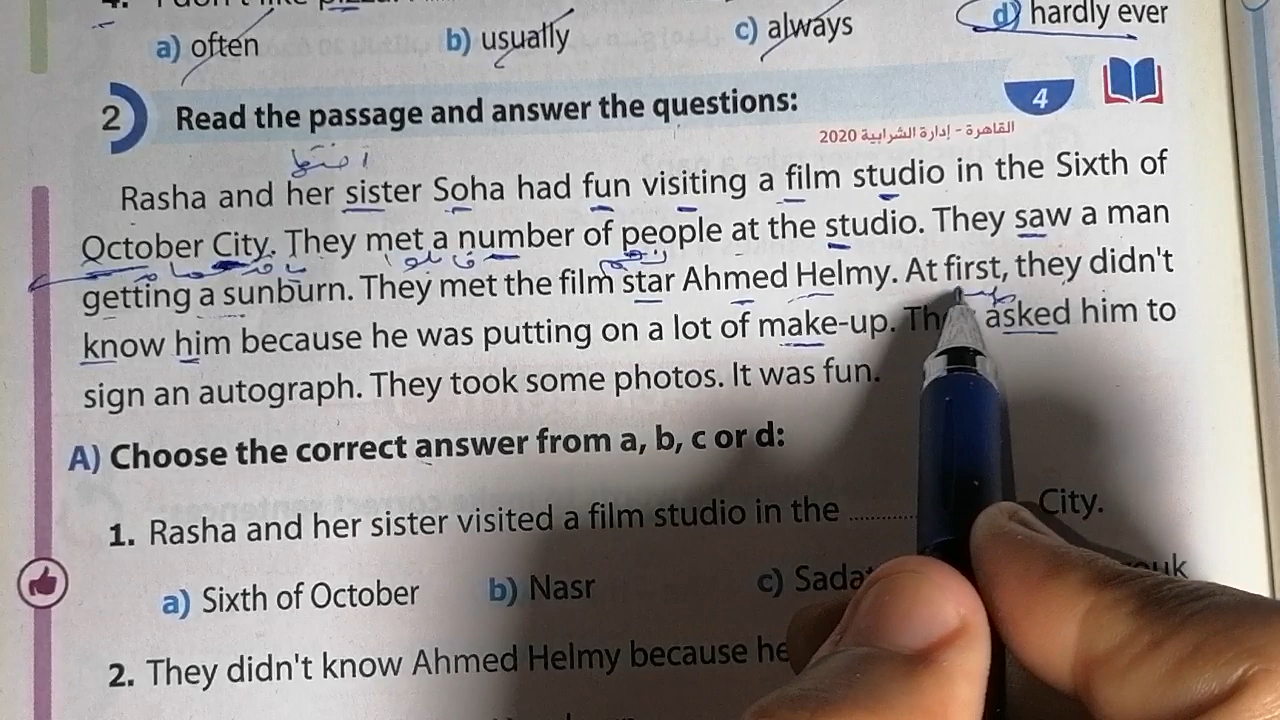 a) often b) usually c) always d) hardly ever
2 Read the passage and answer the questions: 4
القاهرة - إدارة الشرابية 2020
Rasha and her sister Soha had fun visiting a film studio in the Sixth of
October City. They met a number of people at the studio. They saw a man
getting a sunburn. They met the film star Ahmed Helmy. At first, they didn't
know him because he was putting on a lot of make-up. asked him to
sign an autograph. They took some photos. It was fun.
A) Choose the correct answer from a, b, c or d:
1. Rasha and her sister visited a film studio in the .......... City.
a) Sixth of October b) Nasr c)
2. They didn't know Ahmed Helmy because he